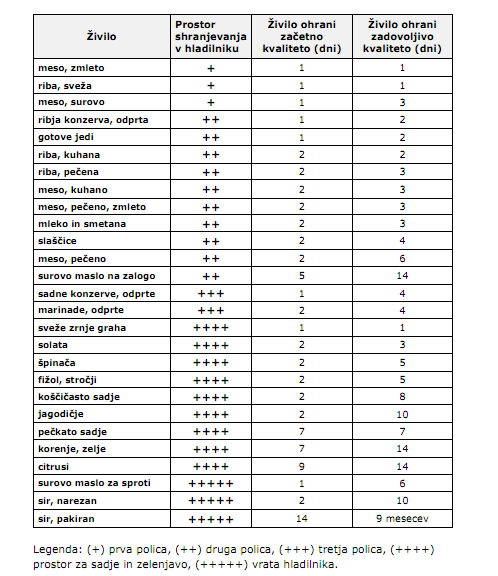 Živilo Prostor shranjevanja v hladilniku Živilo ohrani začetno kvaliteto (dni) Živilo ohrani zadovoljivo kvaliteto (dni)
meso, zmleto + 1 1
riba, sveža + 1 1
meso, surovo + 1 3
ribja konzerva, odprta ++ 1 2
gotove jedi ++ 1 2
riba, kuhana ++ 2 2
riba, pečena ++ 2 3
meso, kuhano ++ 2 3
meso, pečeno, zmleto ++ 2 3
mleko in smetana ++ 2 3
slaščice ++ 2 4
meso, pečeno ++ 2 6
surovo maslo na zalogo ++ 5 14
sadne konzerve, odprte +++ 1 4
marinade, odprte +++ 2 4
sveže zrnje graha ++++ 1 1
solata ++++ 2 3
špinača ++++ 2 5
fižol, stročji ++++ 2 5
koščičasto sadje ++++ 2 8
jagodičje ++++ 2 10
pečkato sadje ++++ 7 7
korenje, zelje ++++ 7 14
citrusi ++++ 9 14
surovo maslo za sproti +++++ 1 6
sir, narezan +++++ 2 10
sir, pakiran +++++ 14 9 mesecev
Legenda: (+) prva polica, (++) druga polica, (+++) tretja polica, (++++)
prostor za sadje in zelenjavo, (+++++) vrata hladilnika.